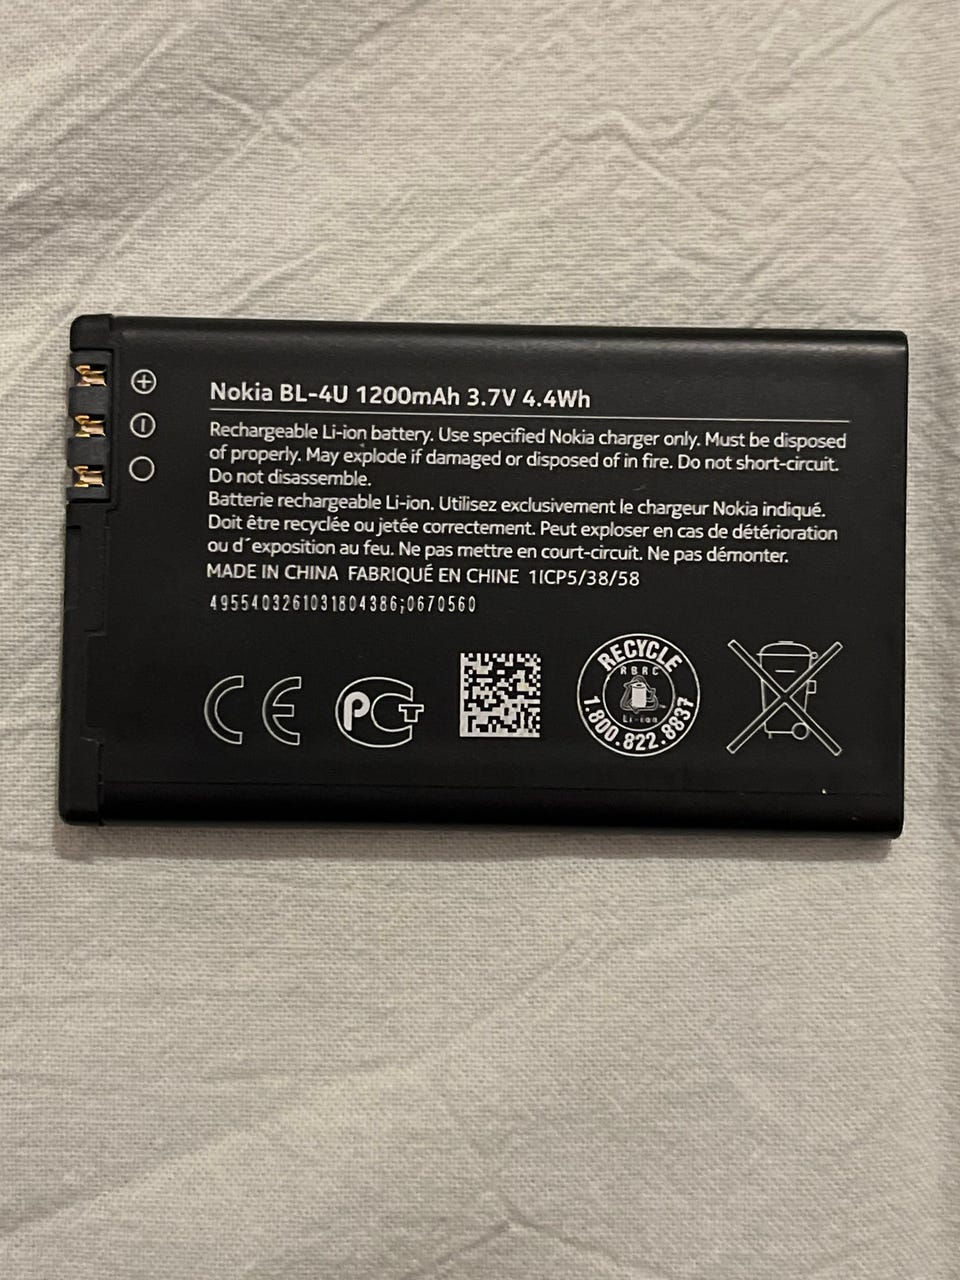 Nokia BL-4U 1200mAh 3.7V 4.4Wh
Rechargeable Li-ion battery. Use specified Nokia charger only. Must be disposed
of properly. May explode if damaged or disposed of in fire. Do not short-circuit.
Do not disassemble.
Batterie rechargeable Li-ion. Utilisez exclusivement le chargeur Nokia indiqué.
Doit être recyclée ou jetée correctement. Peut exploser en cas de détérioration
ou d´exposition au feu. Ne pas mettre en court-circuit. Ne pas démonter.
MADE IN CHINA FABRIQUÉ EN CHINE 1ICP5/38/58
4955403261031804386;0670560
CE
РСТ
RECYCLE
RBRC
Li-ion
1.800.822.8837